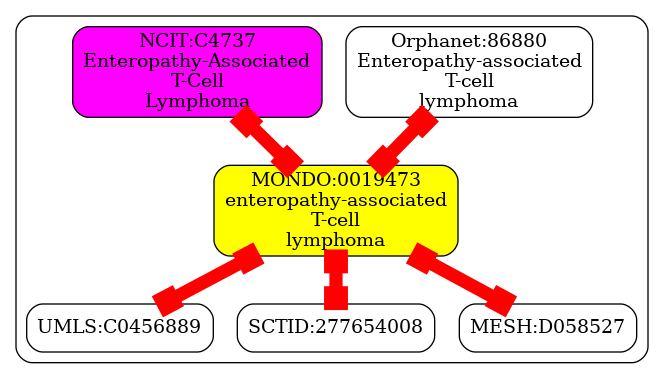 NCIT:C4737
Enteropathy-Associated
T-Cell
Lymphoma
Orphanet:86880
Enteropathy-associated
T-cell
lymphoma
MONDO:0019473
enteropathy-associated
T-cell
lymphoma
UMLS:C0456889
SCTID:277654008
MESH:D058527